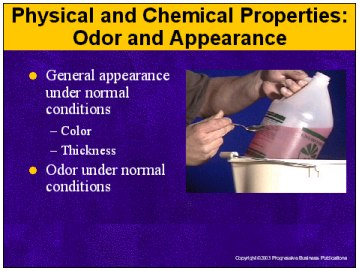 Physical and Chemical Properties:
Odor and Appearance
General appearance
under normal
conditions
– Color
– Thickness
Odor under normal
conditions
Copyright ©2003 Progressive Business Publications